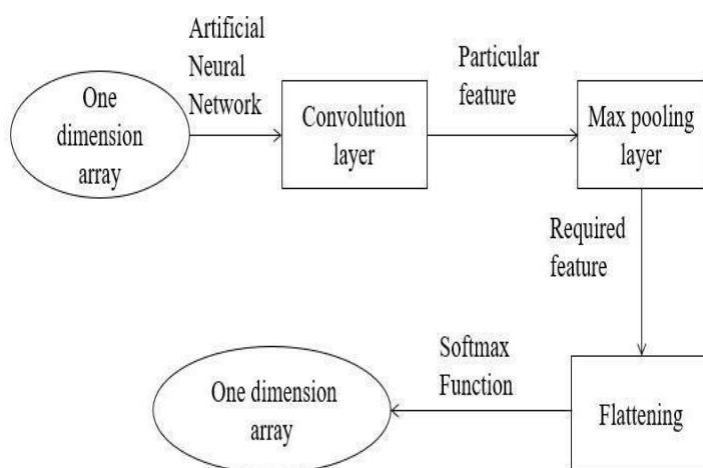 One
dimension
array
Artificial
Neural
Network
Convolution
layer
Particular
feature
Max pooling
layer
Required
feature
Flattening
Softmax
Function
One dimension
array